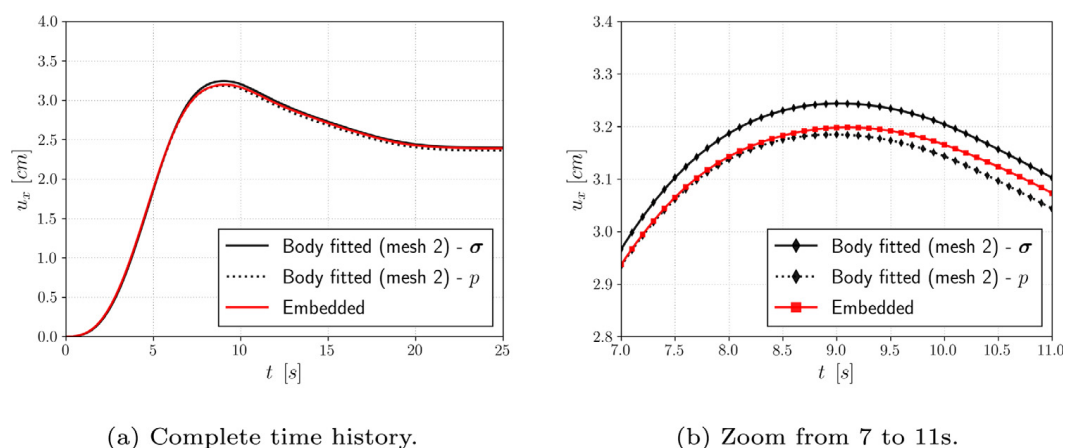 4.0
3.5
3.0
2.5
2.0
1.5
1.0
0.5
0.0
u_x [cm]
Body fitted (mesh 2) - σ
Body fitted (mesh 2) - p
Embedded
0 5 10 15 20 25
t [s]
(a) Complete time history.
3.4
3.3
3.2
3.1
3.0
2.9
2.8
u_x [cm]
Body fitted (mesh 2) - σ
Body fitted (mesh 2) - p
Embedded
7.0 7.5 8.0 8.5 9.0 9.5 10.0 10.5 11.0
t [s]
(b) Zoom from 7 to 11s.